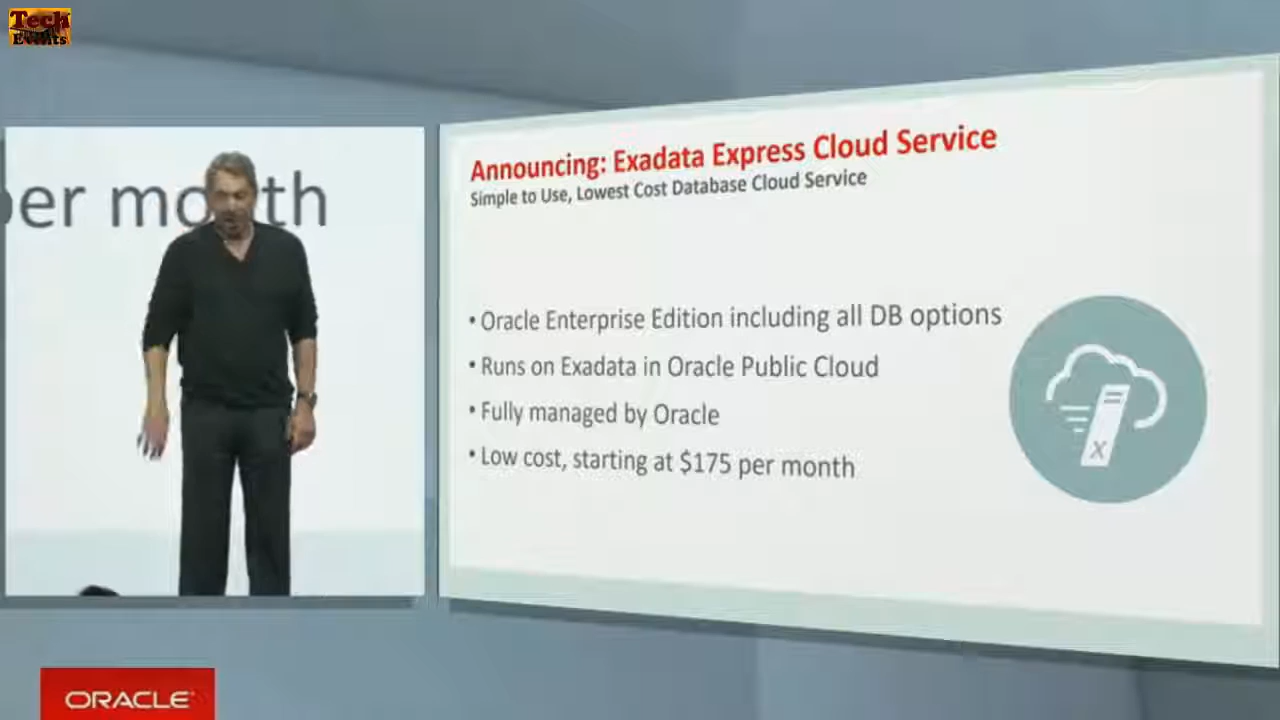 Tech
Events
per month
Announcing: Exadata Express Cloud Service
Simple to Use, Lowest Cost Database Cloud Service
• Oracle Enterprise Edition including all DB options
• Runs on Exadata in Oracle Public Cloud
• Fully managed by Oracle
• Low cost, starting at $175 per month
X
ORACLE